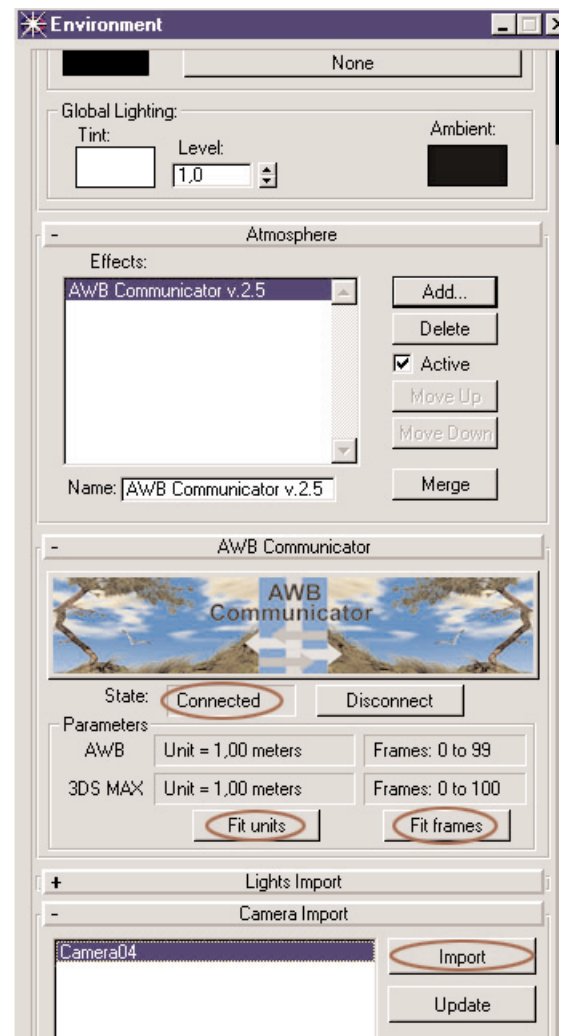 Environment
None
Global Lighting:
Tint:
Level:
Ambient:
1,0
- Atmosphere
Effects:
AWB Communicator v.2.5
Add...
Delete
Active
Move Up
Move Down
Name: AWB Communicator v.2.5
Merge
- AWB Communicator
AWB
Communicator
State: Connected Disconnect
Parameters
AWB Unit = 1,00 meters Frames: 0 to 99
3DS MAX Unit = 1,00 meters Frames: 0 to 100
Fit units Fit frames
+ Lights Import
- Camera Import
Camera04
Import
Update